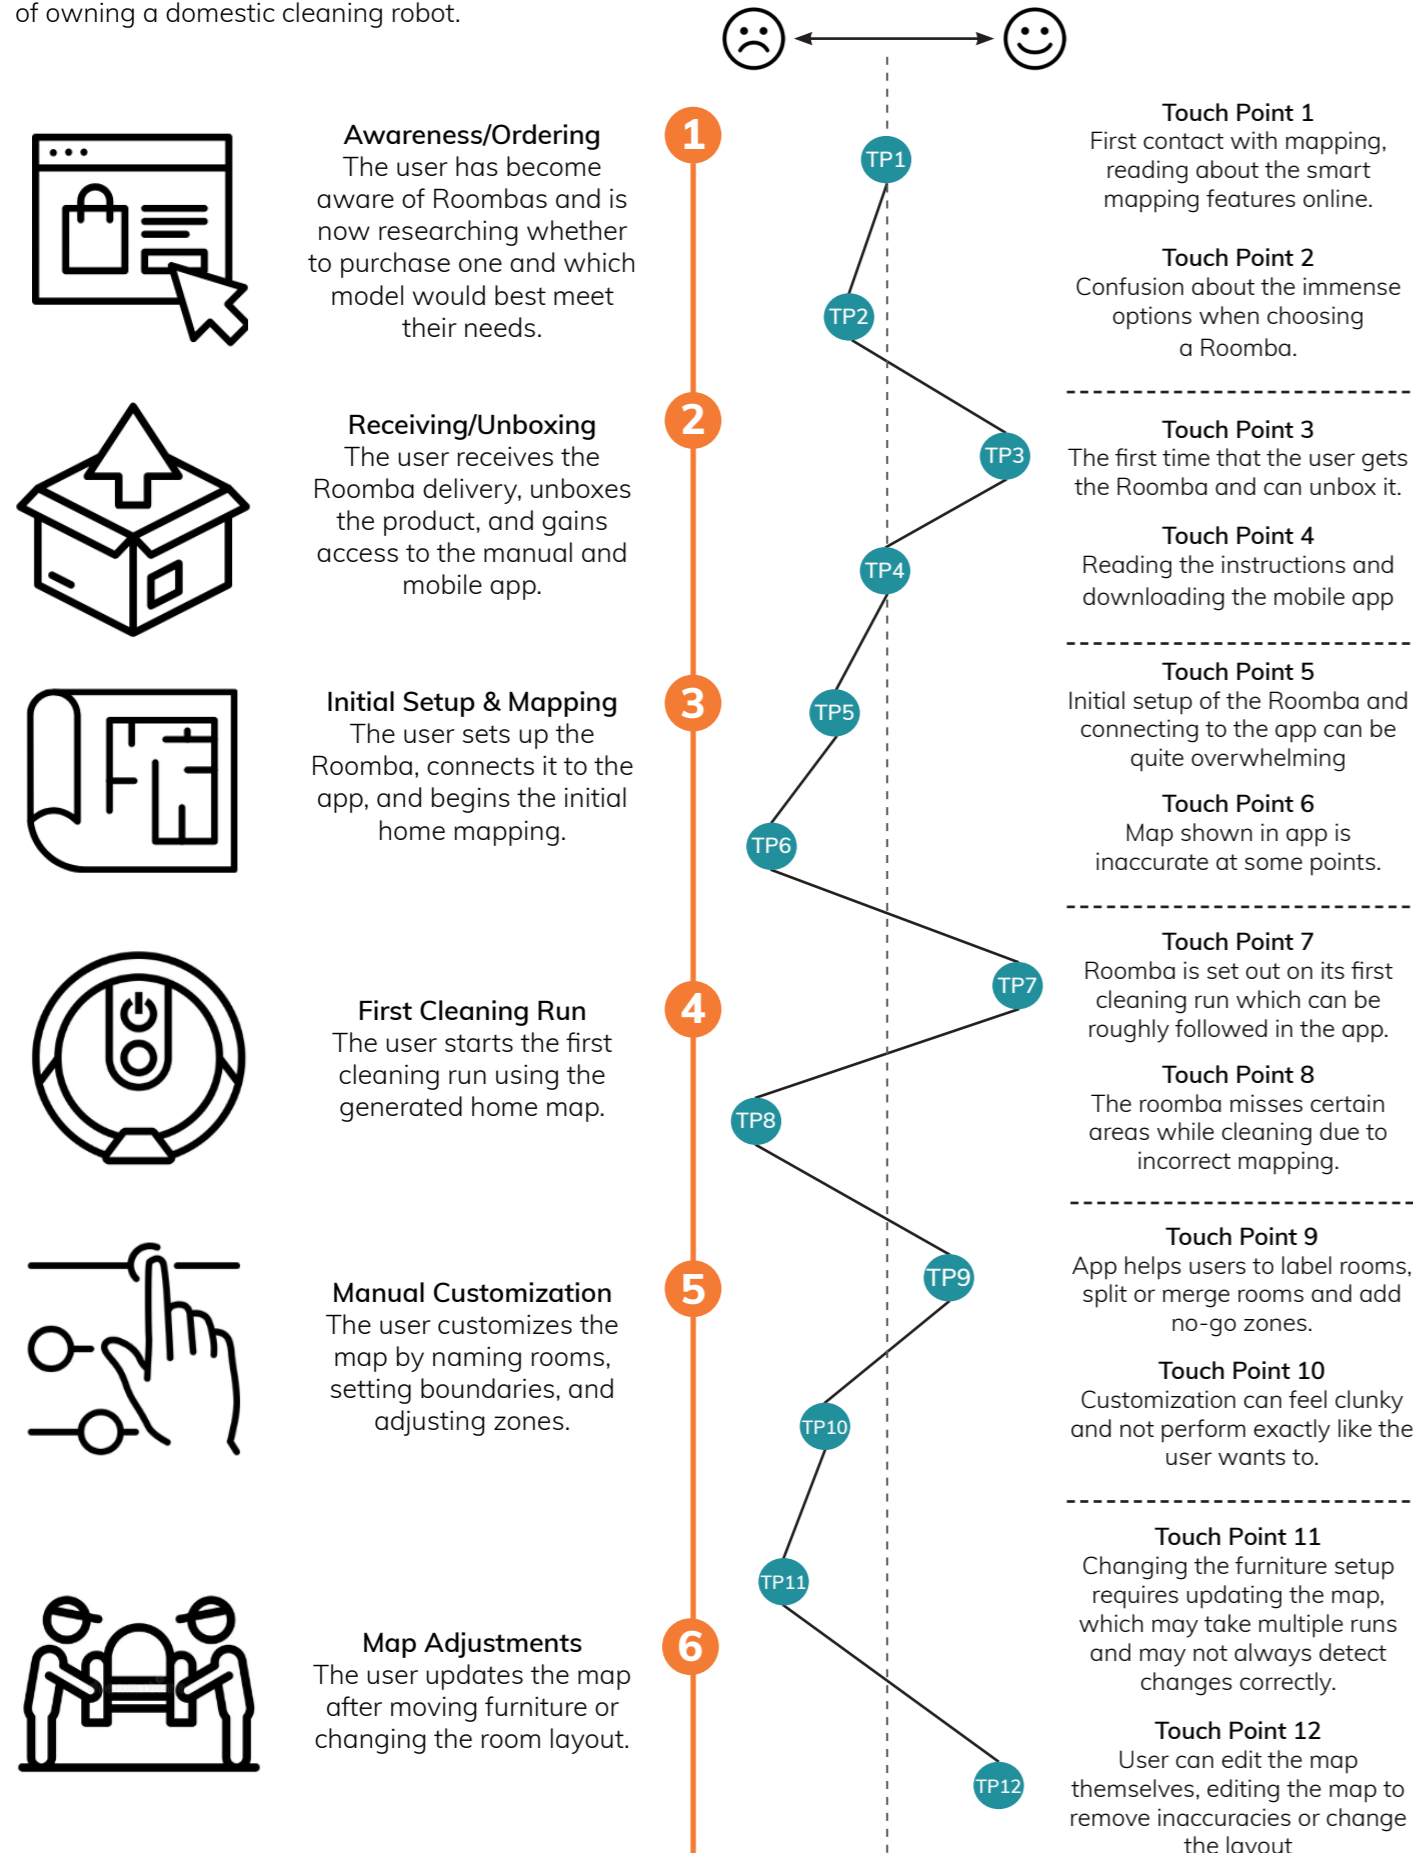 of owning a domestic cleaning robot.
Awareness/Ordering
The user has become
aware of Roombas and is
now researching whether
to purchase one and which
model would best meet
their needs.
1
TP1
TP2
Touch Point 1
First contact with mapping,
reading about the smart
mapping features online.
Touch Point 2
Confusion about the immense
options when choosing
a Roomba.
Receiving/Unboxing
The user receives the
Roomba delivery, unboxes
the product, and gains
access to the manual and
mobile app.
2
TP3
TP4
Touch Point 3
The first time that the user gets
the Roomba and can unbox it.
Touch Point 4
Reading the instructions and
downloading the mobile app
Initial Setup & Mapping
The user sets up the
Roomba, connects it to the
app, and begins the initial
home mapping.
3
TP5
TP6
Touch Point 5
Initial setup of the Roomba and
connecting to the app can be
quite overwhelming
Touch Point 6
Map shown in app is
inaccurate at some points.
First Cleaning Run
The user starts the first
cleaning run using the
generated home map.
4
TP7
TP8
Touch Point 7
Roomba is set out on its first
cleaning run which can be
roughly followed in the app.
Touch Point 8
The roomba misses certain
areas while cleaning due to
incorrect mapping.
Manual Customization
The user customizes the
map by naming rooms,
setting boundaries, and
adjusting zones.
5
TP9
TP10
Touch Point 9
App helps users to label rooms,
split or merge rooms and add
no-go zones.
Touch Point 10
Customization can feel clunky
and not perform exactly like the
user wants to.
Map Adjustments
The user updates the map
after moving furniture or
changing the room layout.
6
TP11
TP12
Touch Point 11
Changing the furniture setup
requires updating the map,
which may take multiple runs
and may not always detect
changes correctly.
Touch Point 12
User can edit the map
themselves, editing the map to
remove inaccuracies or change
the layout